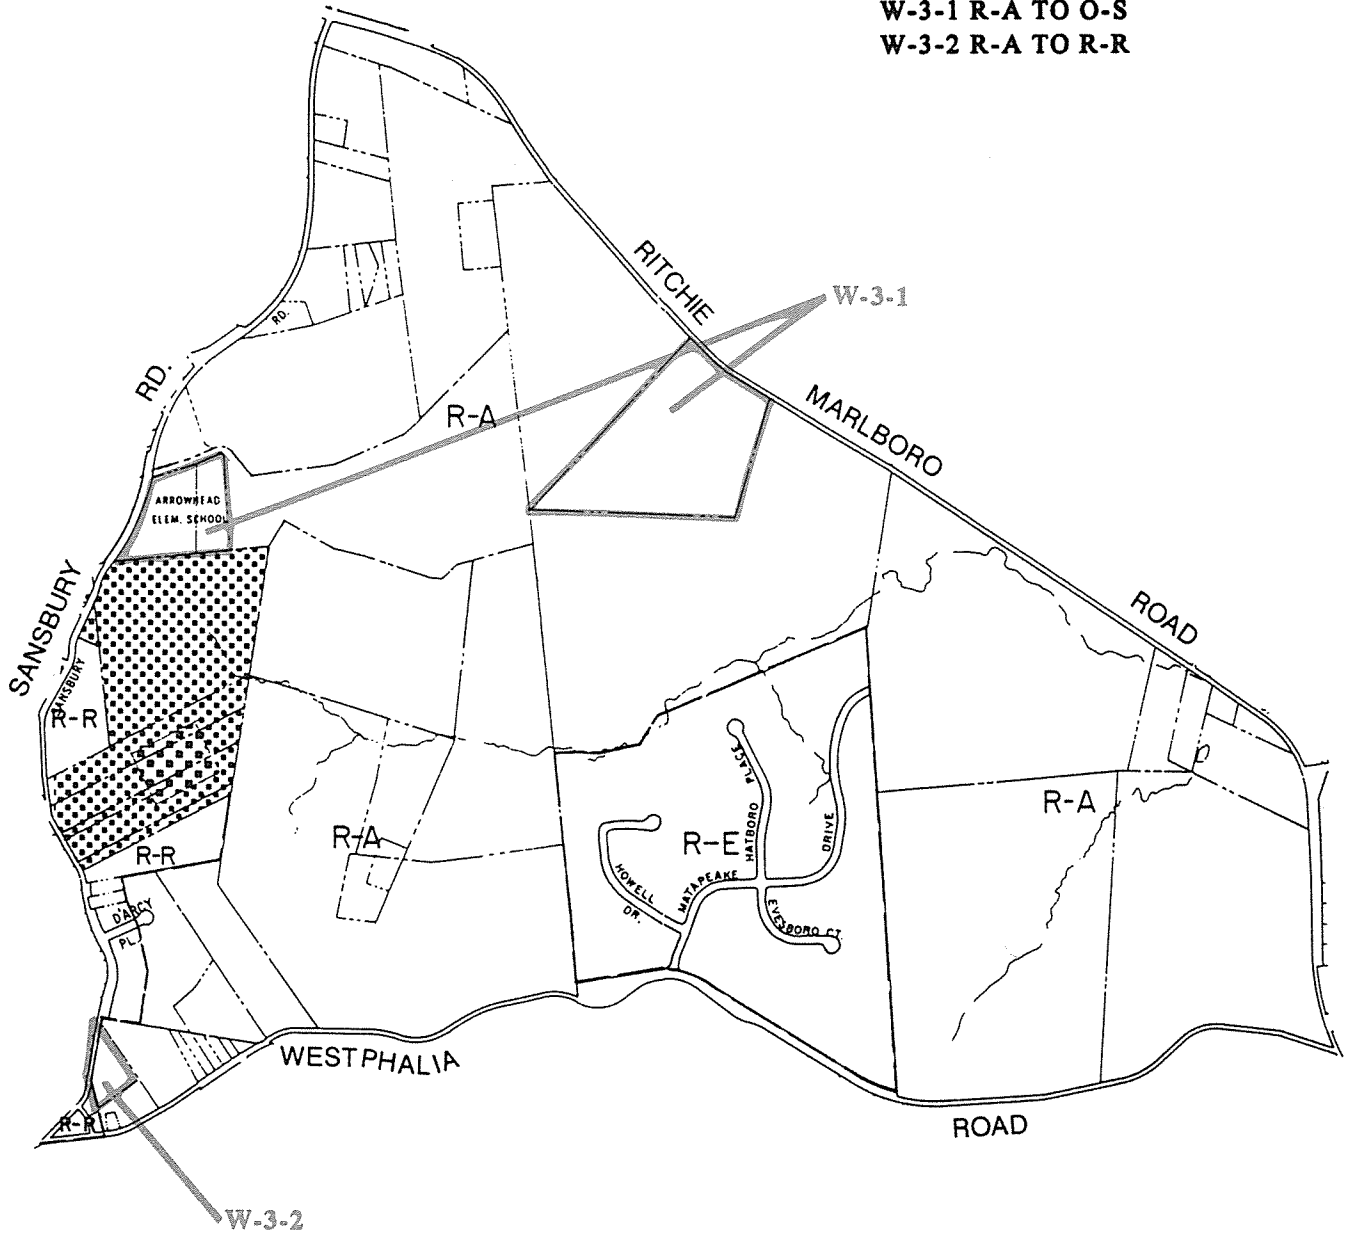 W-3-1 R-A TO O-S
W-3-2 R-A TO R-R
RITCHIE
W-3-1
RD.
RD.
MARLBORO
R-A
ARROWHEAD
ELEM. SCHOOL
SANSBURY
SANSBURY
ROAD
R-R
R-A
PLACE
HATBORO
DRIVE
R-E
R-A
R-R
HOWELL
DR.
MATAPEAKE
EVESBORO CT.
D'ARCY
PL.
WESTPHALIA
R-R
ROAD
W-3-2